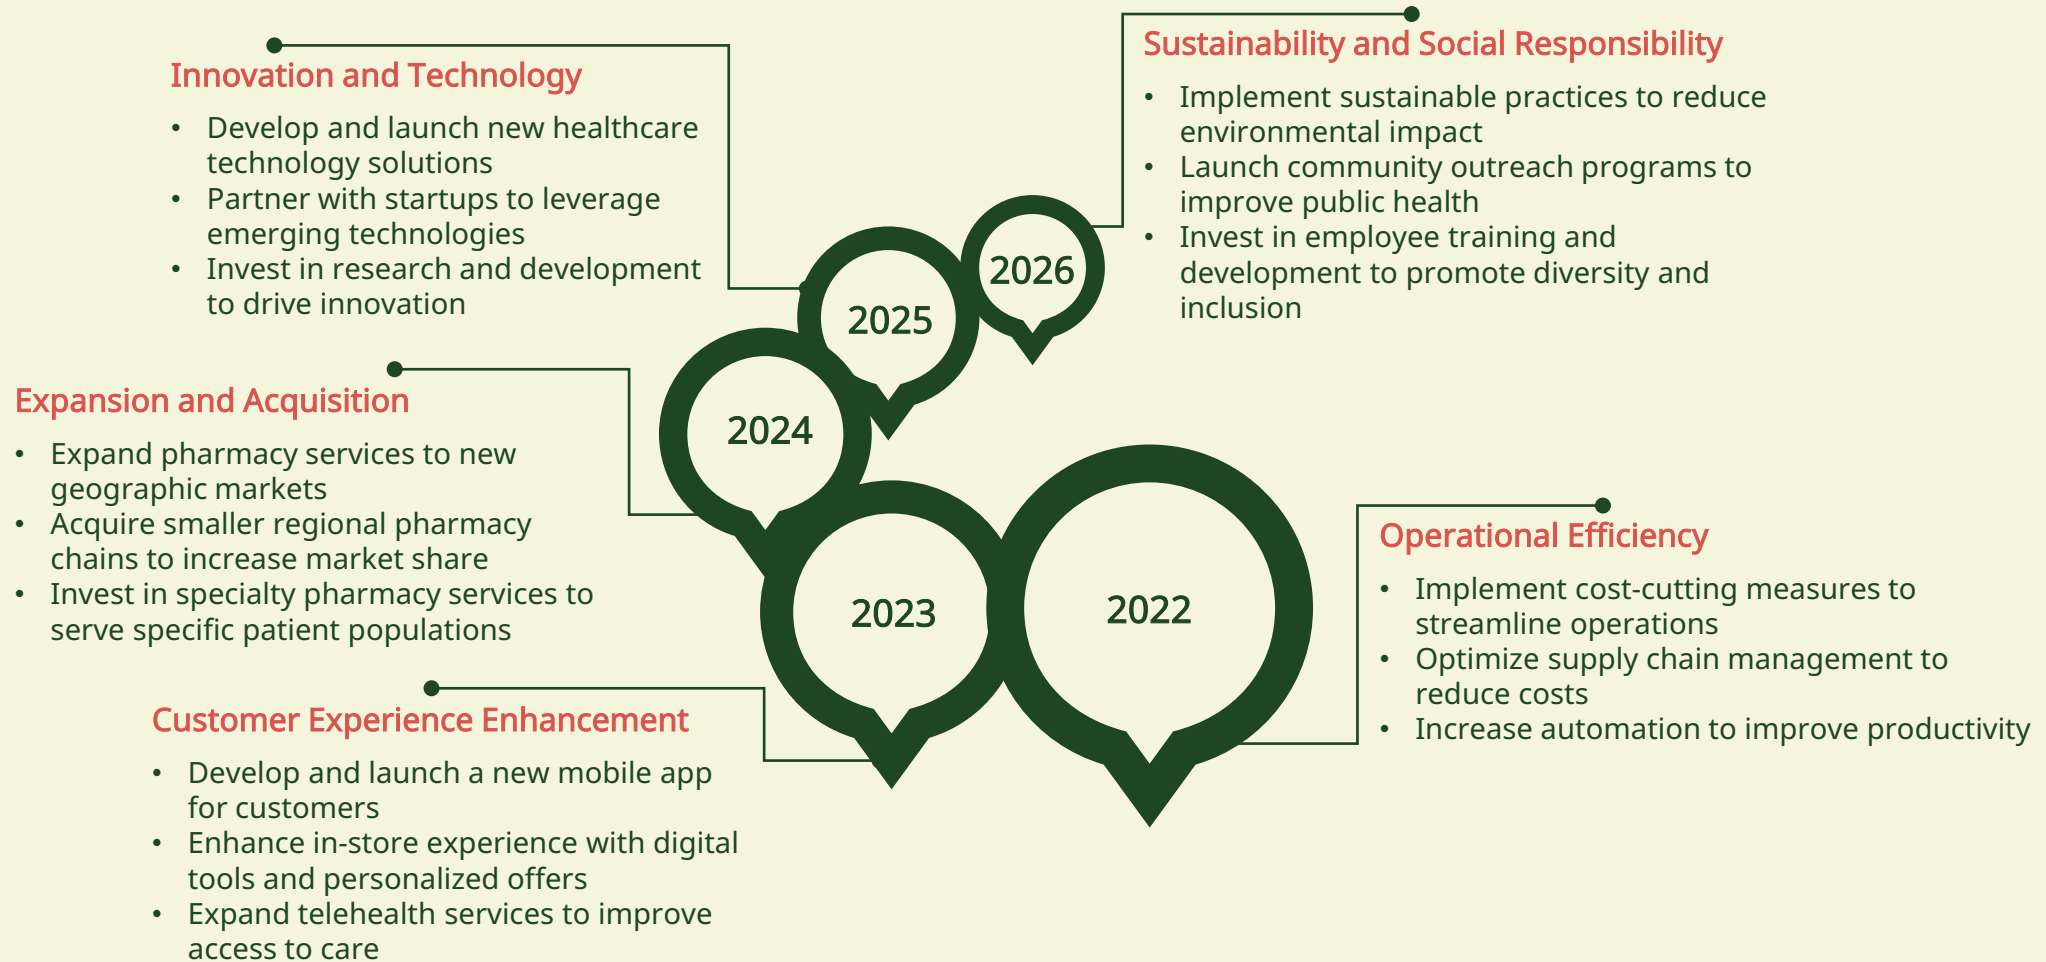 Innovation and Technology
• Develop and launch new healthcare
technology solutions
• Partner with startups to leverage
emerging technologies
• Invest in research and development
to drive innovation
Sustainability and Social Responsibility
• Implement sustainable practices to reduce
environmental impact
• Launch community outreach programs to
improve public health
• Invest in employee training and
development to promote diversity and
inclusion
2026
2025
2024
2023
2022
Expansion and Acquisition
• Expand pharmacy services to new
geographic markets
• Acquire smaller regional pharmacy
chains to increase market share
• Invest in specialty pharmacy services to
serve specific patient populations
Operational Efficiency
• Implement cost-cutting measures to
streamline operations
• Optimize supply chain management to
reduce costs
• Increase automation to improve productivity
Customer Experience Enhancement
• Develop and launch a new mobile app
for customers
• Enhance in-store experience with digital
tools and personalized offers
• Expand telehealth services to improve
access to care